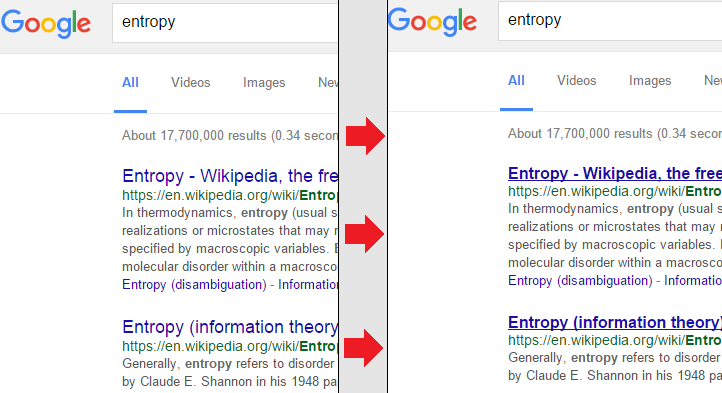 Google entropy
All Videos Images
About 17,700,000 results (0.34
Entropy - Wikipedia, the free
https://en.wikipedia.org/wiki/Entro
In thermodynamics, entropy (usual s
realizations or microstates that may
specified by macroscopic variables.
molecular disorder within a macrosco
Entropy (disambiguation) - Informatio
Entropy (information theory
https://en.wikipedia.org/wiki/Entro
Generally, entropy refers to disorder
by Claude E. Shannon in his 1948 pa
Google entropy
All Videos Images
About 17,700,000 results (0.34 secon
Entropy - Wikipedia, the free
https://en.wikipedia.org/wiki/Entro
In thermodynamics, entropy (usual s
realizations or microstates that may r
specified by macroscopic variables. E
molecular disorder within a macrosco
Entropy (disambiguation) - Informatio
Entropy (information theory)
https://en.wikipedia.org/wiki/Entro
Generally, entropy refers to disorder
by Claude E. Shannon in his 1948 pa